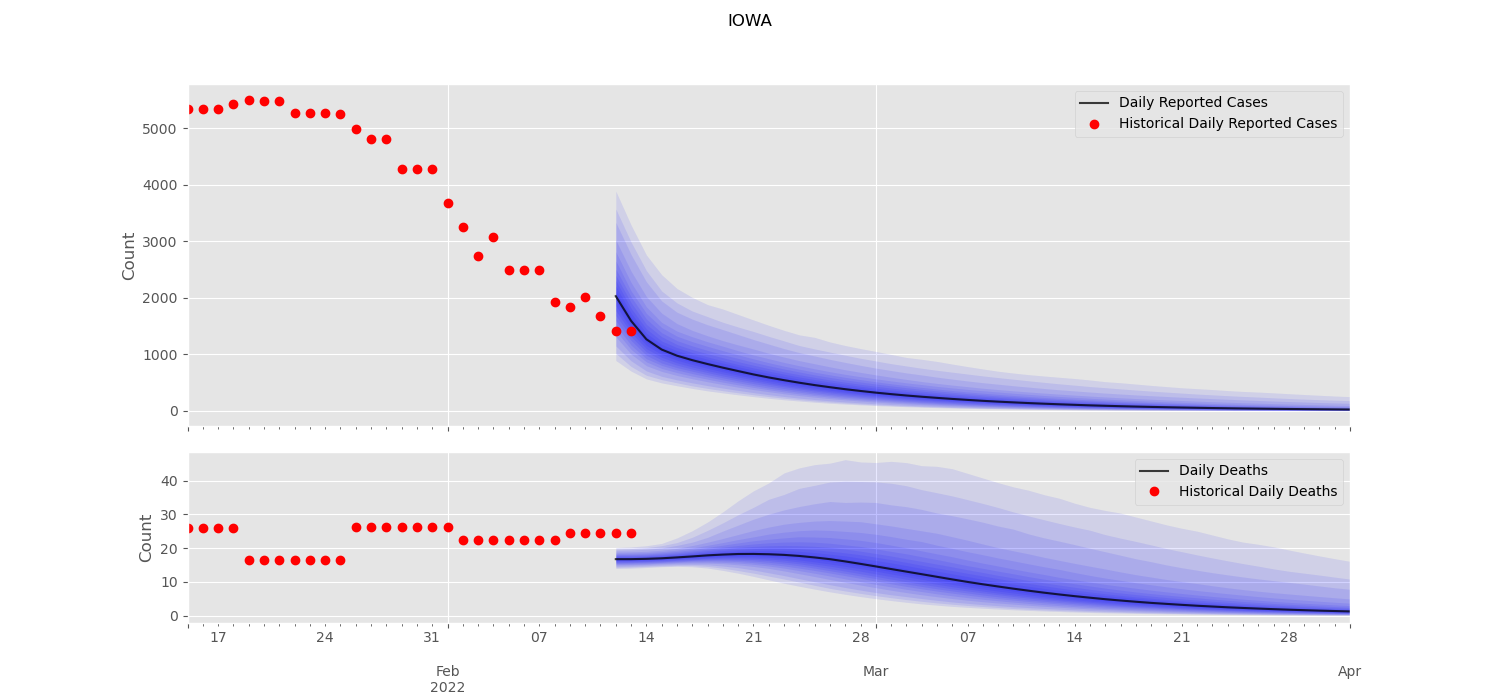 IOWA
Count
5000
4000
3000
2000
1000
0
Daily Reported Cases
Historical Daily Reported Cases
Count
40
30
20
10
0
Daily Deaths
Historical Daily Deaths
17 24 31 07 14 21 28 07 14 21 28
Feb Mar Apr
2022